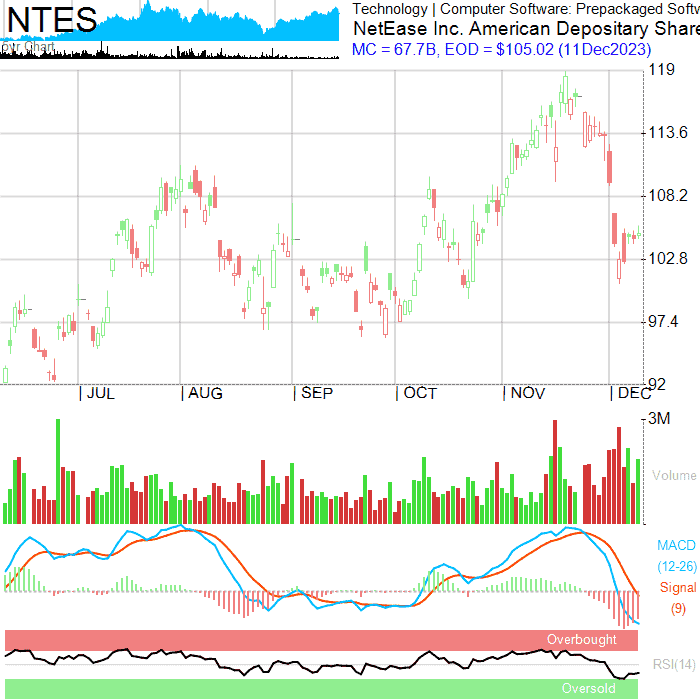 NTES
Technology | Computer Software: Prepackaged Softw
NetEase Inc. American Depositary Share
MC = 67.7B, EOD = $105.02 (11Dec2023)
Chart
119
113.6
108.2
102.8
97.4
92
| JUL | AUG | SEP | OCT | NOV | DEC
3M
Volume
MACD
(12-26)
Signal
(9)
Overbought
RSI(14)
Oversold